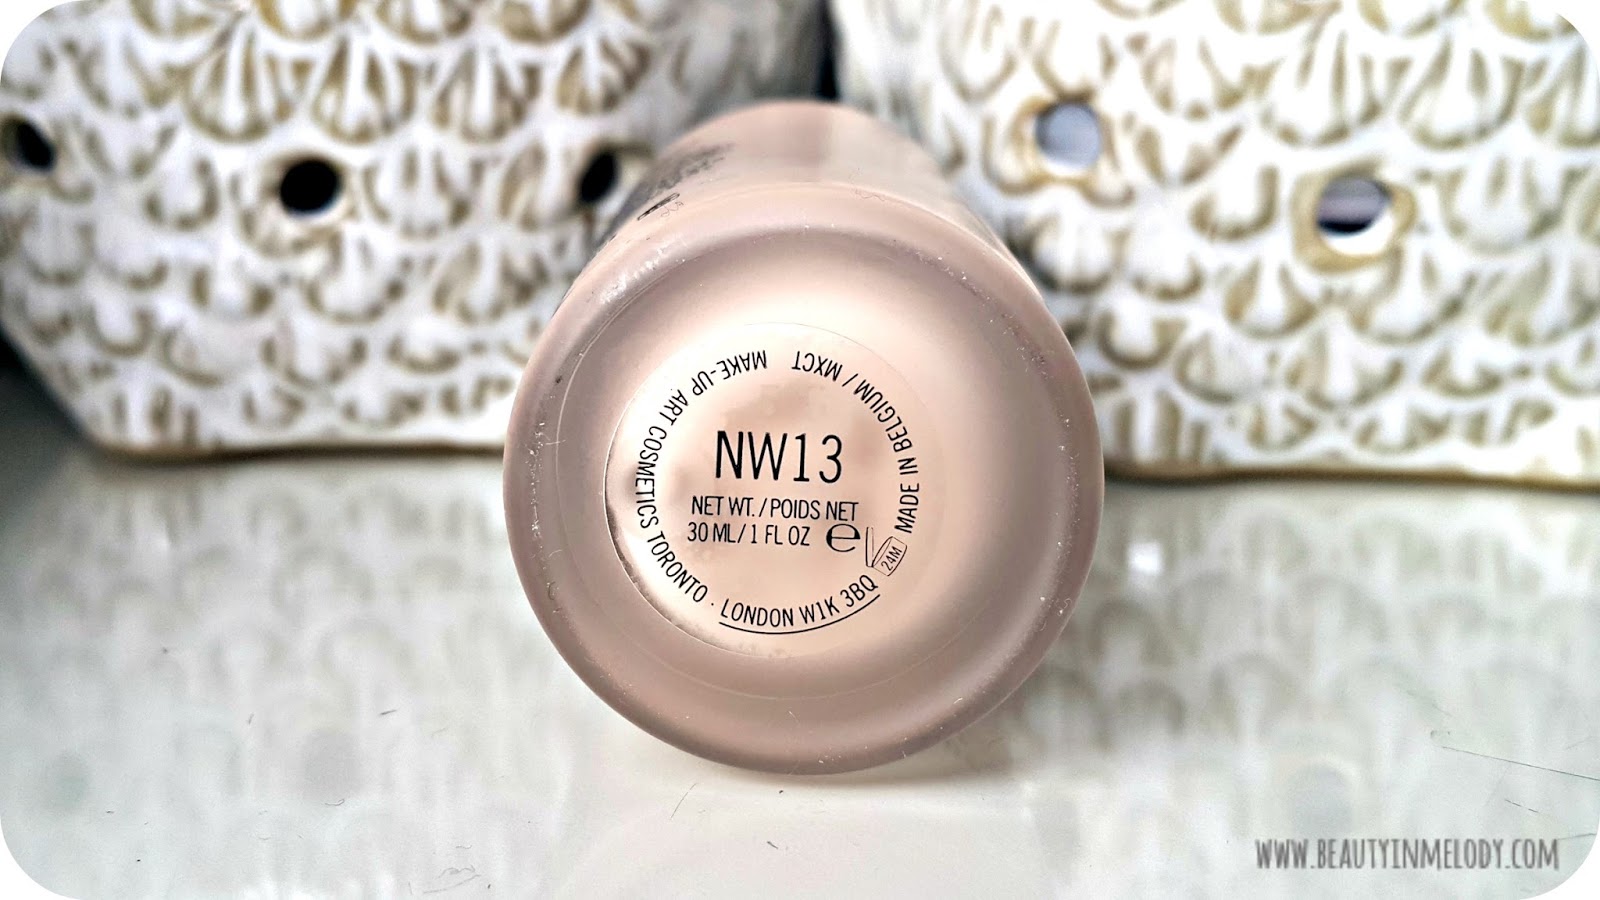 MAKE-UP ART COSMETICS TORONTO · LONDON W1K 3BQ
MADE IN BELGIUM / MXCT
NW13
NET WT. / POIDS NET
30 ML / 1 FL OZ e
24M
WWW.BEAUTYINMELODY.COM